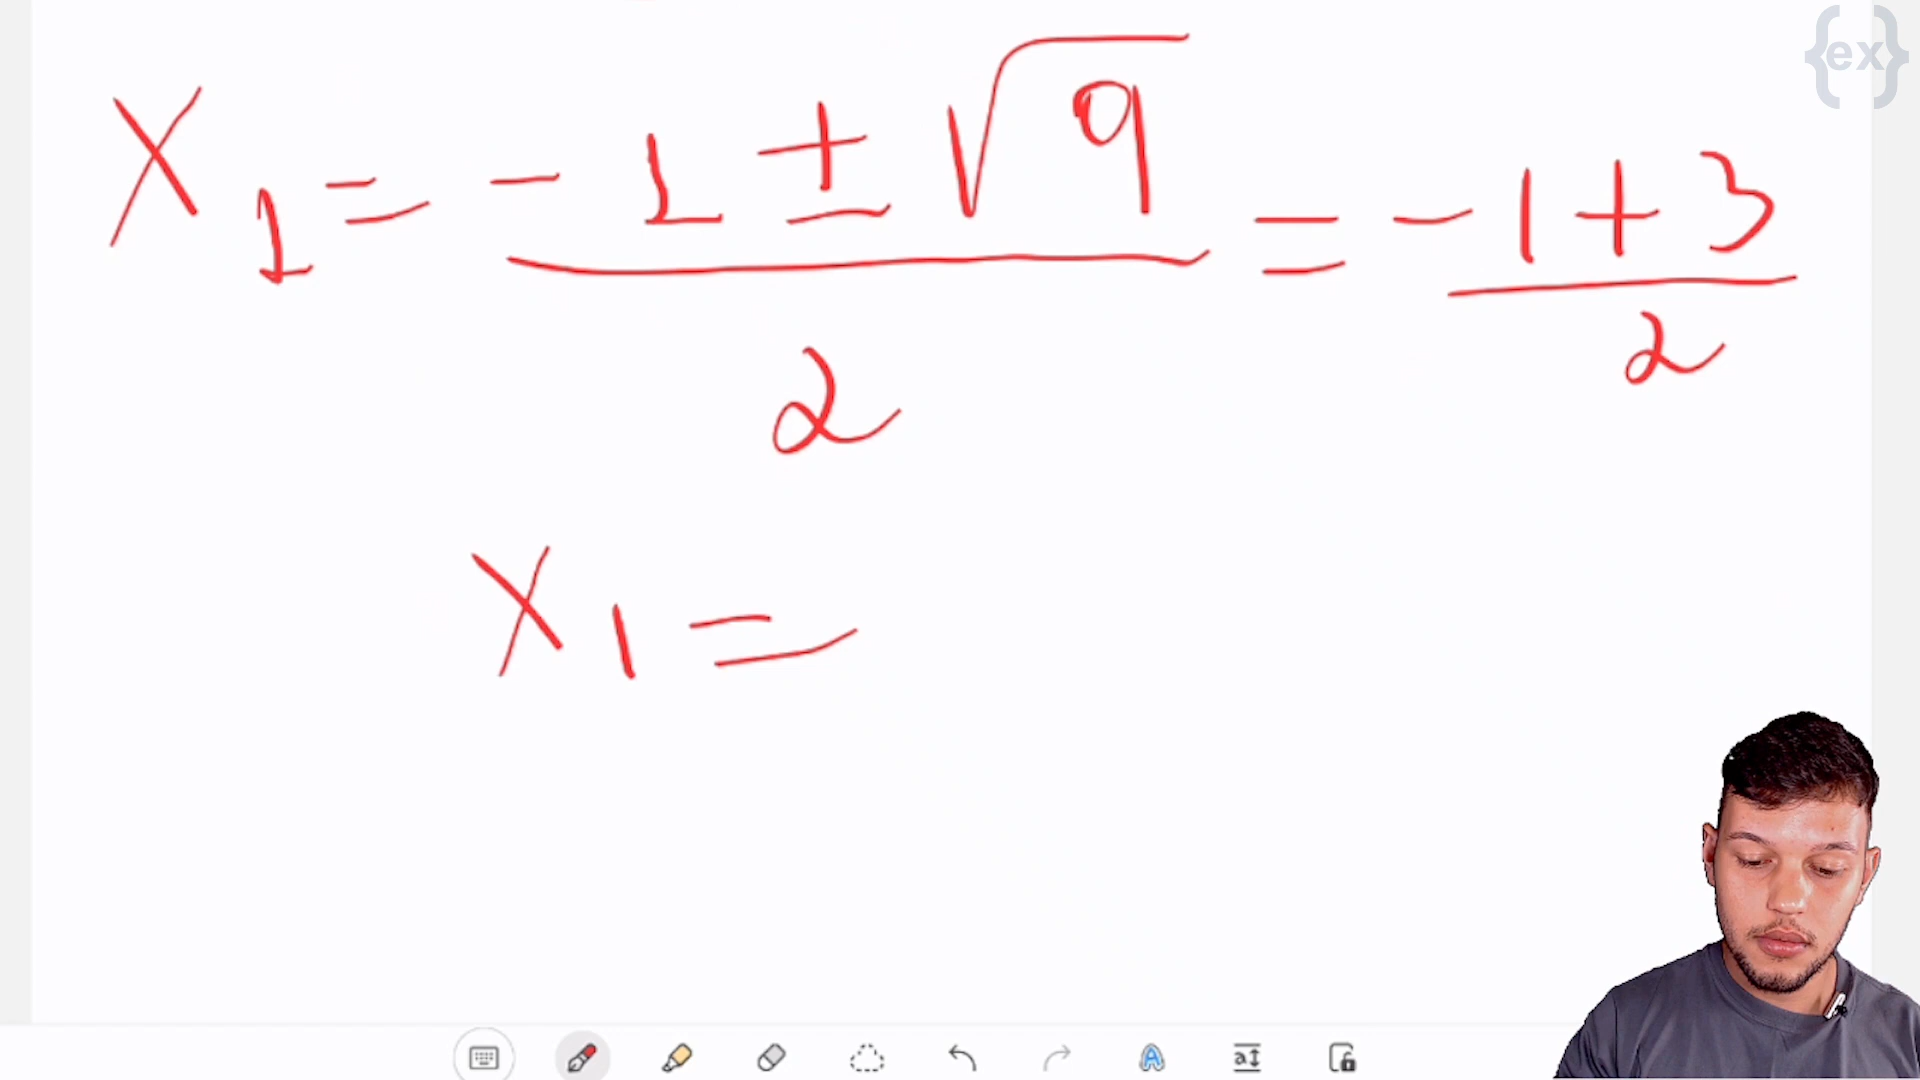 {ex}
X₁ = -1 ± √9 / 2 = -1 + 3 / 2
X₁ =